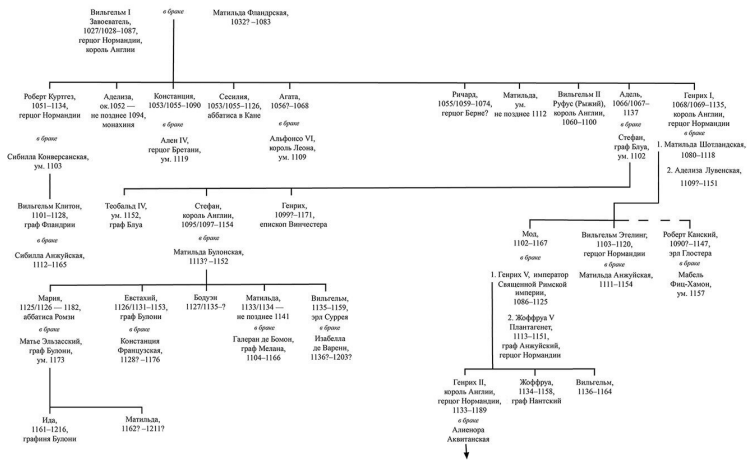 Вильгельм I
Завоеватель,
1027/1028–1087,
герцог Нормандии,
король Англии
в браке
Матильда Фландрская,
1032? –1083
Роберт Куртгез,
1051–1134,
герцог Нормандии
в браке
Сибилла Конверсанская,
ум. 1103
Аделиза,
ок.1052 —
не позднее 1094,
монахиня
Констанция,
1053/1055–1090
в браке
Ален IV,
герцог Бретани,
ум. 1119
Сесилия,
1053/1055–1126,
аббатиса в Кане
Агата,
1056?–1068
в браке
Альфонсо VI,
король Леона,
ум. 1109
Ричард,
1055/1059–1074,
герцог Берне?
Матильда,
ум.
не позднее 1112
Вильгельм II
Руфус (Рыжий),
король Англии,
1060–1100
Адель,
1066/1067–
1137
в браке
Стефан,
граф Блуа,
ум. 1102
Генрих I,
1068/1069–1135,
король Англии,
герцог Нормандии
в браке
1. Матильда Шотландская,
1080–1118
2. Аделиза Лувенская,
1109?–1151
Вильгельм Клитон,
1101–1128,
граф Фландрии
в браке
Сибилла Анжуйская,
1112–1165
Теобальд IV,
ум. 1152,
граф Блуа
Стефан,
король Англии,
1095/1097–1154
в браке
Матильда Булонская,
1113? –1152
Генрих,
1099?–1171,
епископ Винчестера
Мод,
1102–1167
в браке
1. Генрих V, император
Священной Римской
империи,
1086–1125
2. Жоффруа V
Плантагенет,
1113–1151,
граф Анжуйский,
герцог Нормандии
Вильгельм Этелинг,
1103–1120,
герцог Нормандии
в браке
Матильда Анжуйская,
1111–1154
Роберт Канский,
1090?–1147,
эрл Глостера
в браке
Мабель
Фиц-Хамон,
ум. 1157
Мария,
1125/1126 — 1182,
аббатиса Ромзи
в браке
Матье Эльзасский,
граф Булони,
ум. 1173
Евстахий,
1126/1131–1153,
граф Булони
в браке
Констанция
Французская,
1128? –1176
Бодуэн
1127/1135–?
Матильда,
1133/1134 —
не позднее 1141
в браке
Галеран де Бомон,
граф Мелана,
1104–1166
Вильгельм,
1135–1159,
эрл Суррея
в браке
Изабелла
де Варени,
1136?–1203?
Генрих II,
король Англии,
герцог Нормандии,
1133–1189
в браке
Алиенора
Аквитанская
Жоффруа,
1134–1158,
граф Нантский
Вильгельм,
1136–1164
Ида,
1161–1216,
графиня Булони
Матильда,
1162? –1211?